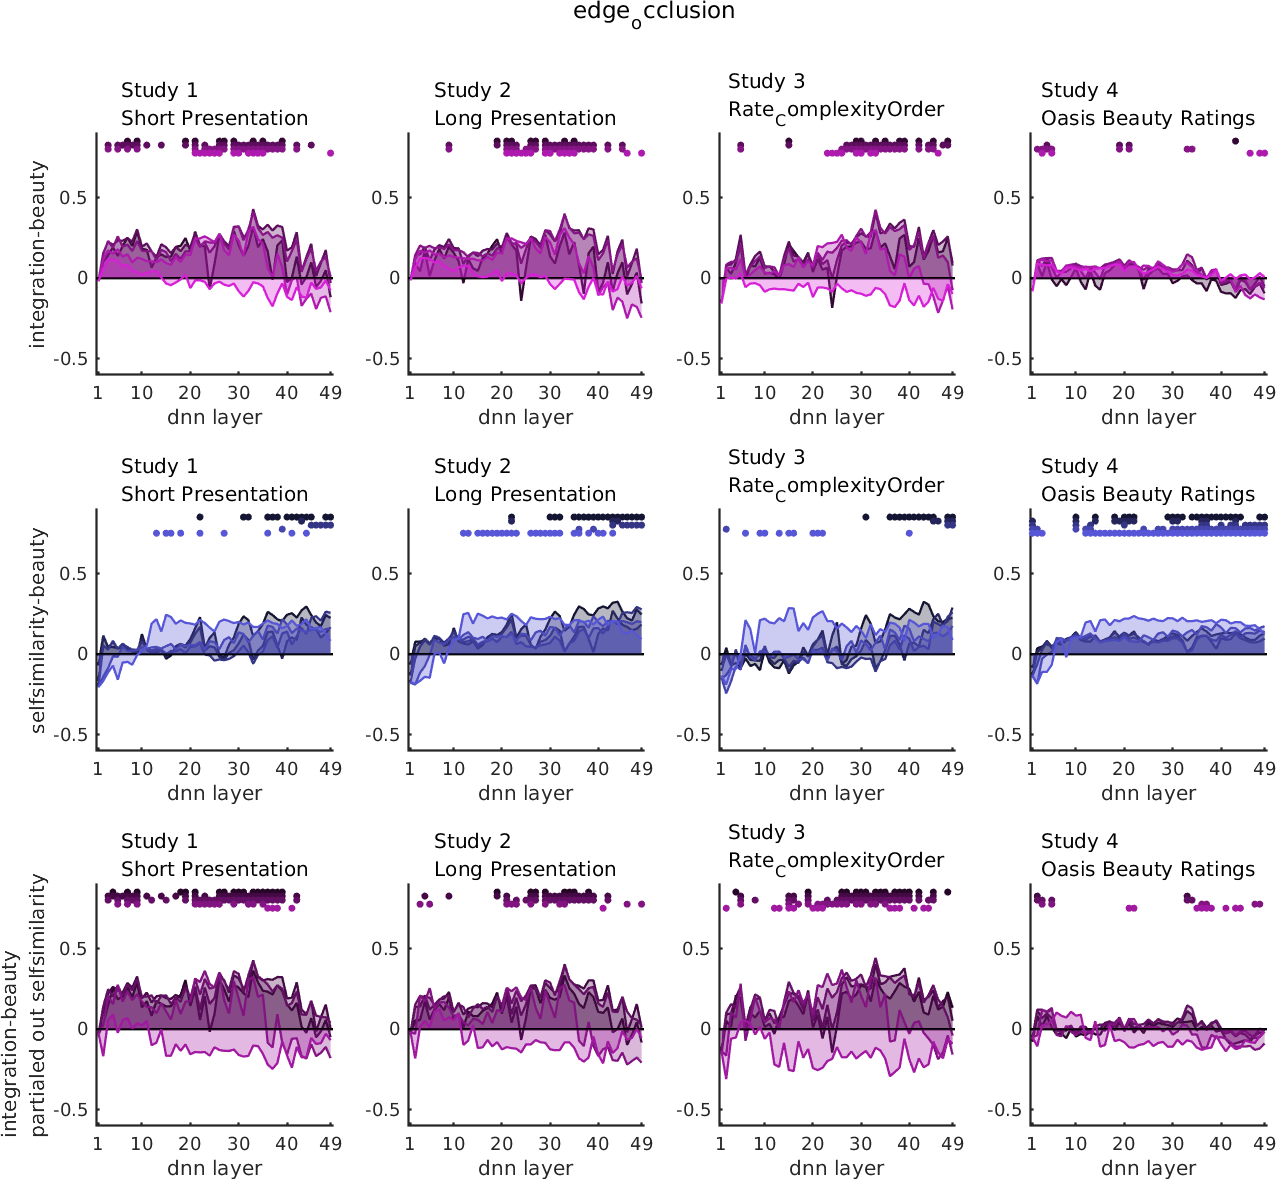 edge_occlusion
Study 1
Short Presentation
Study 2
Long Presentation
Study 3
Rate_ComplexityOrder
Study 4
Oasis Beauty Ratings
integration-beauty
0.5
0
-0.5
1 10 20 30 40 49
dnn layer
0.5
0
-0.5
1 10 20 30 40 49
dnn layer
0.5
0
-0.5
1 10 20 30 40 49
dnn layer
0.5
0
-0.5
1 10 20 30 40 49
dnn layer
Study 1
Short Presentation
Study 2
Long Presentation
Study 3
Rate_ComplexityOrder
Study 4
Oasis Beauty Ratings
selfsimilarity-beauty
0.5
0
-0.5
1 10 20 30 40 49
dnn layer
0.5
0
-0.5
1 10 20 30 40 49
dnn layer
0.5
0
-0.5
1 10 20 30 40 49
dnn layer
0.5
0
-0.5
1 10 20 30 40 49
dnn layer
Study 1
Short Presentation
Study 2
Long Presentation
Study 3
Rate_ComplexityOrder
Study 4
Oasis Beauty Ratings
integration-beauty
partialed out selfsimilarity
0.5
0
-0.5
1 10 20 30 40 49
dnn layer
0.5
0
-0.5
1 10 20 30 40 49
dnn layer
0.5
0
-0.5
1 10 20 30 40 49
dnn layer
0.5
0
-0.5
1 10 20 30 40 49
dnn layer